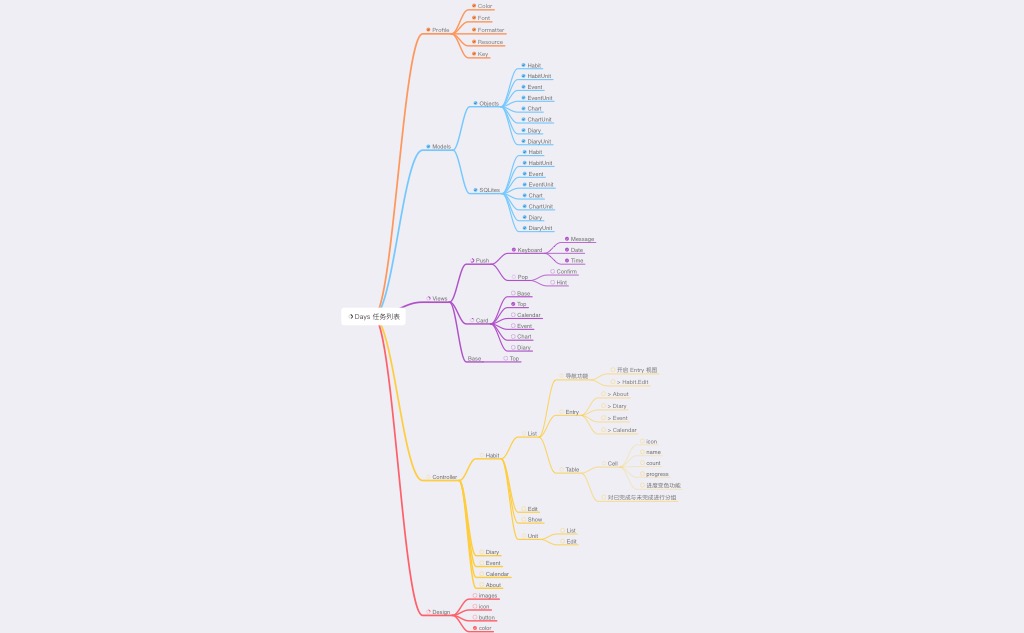 Days 任务列表
Profile
Color
Font
Formatter
Resource
Key
Models
Objects
Habit
HabitUnit
Event
EventUnit
Chart
ChartUnit
Diary
DiaryUnit
SQLites
Habit
HabitUnit
Event
EventUnit
Chart
ChartUnit
Diary
DiaryUnit
Views
Push
Keyboard
Message
Date
Time
Pop
Confirm
Hint
Card
Base
Top
Calendar
Event
Chart
Diary
Base
Top
Controller
Habit
List
导航功能
开启 Entry 视图
> Habit.Edit
Entry
> About
> Diary
> Event
> Calendar
Table
Cell
icon
name
count
progress
进度变色功能
对已完成与未完成进行分组
Edit
Show
Unit
List
Edit
Diary
Event
Calendar
About
Design
images
icon
button
color